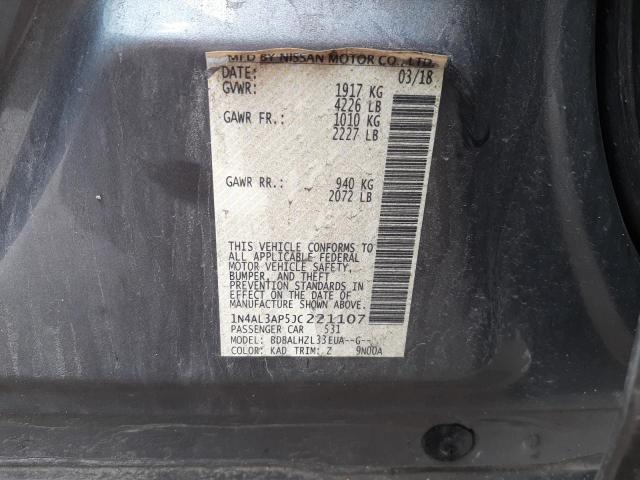 MFD BY NISSAN MOTOR CO., LTD.
DATE: 03/18
GVWR: 1917 KG
4226 LB
GAWR FR.: 1010 KG
2227 LB
GAWR RR.: 940 KG
2072 LB
THIS VEHICLE CONFORMS TO
ALL APPLICABLE FEDERAL
MOTOR VEHICLE SAFETY,
BUMPER, AND THEFT
PREVENTION STANDARDS IN
EFFECT ON THE DATE OF
MANUFACTURE SHOWN ABOVE.
1N4AL3AP5JC221107
PASSENGER CAR 531
MODEL: BDBALHZL33EUA--G--
COLOR: KAD TRIM: Z 9N00A